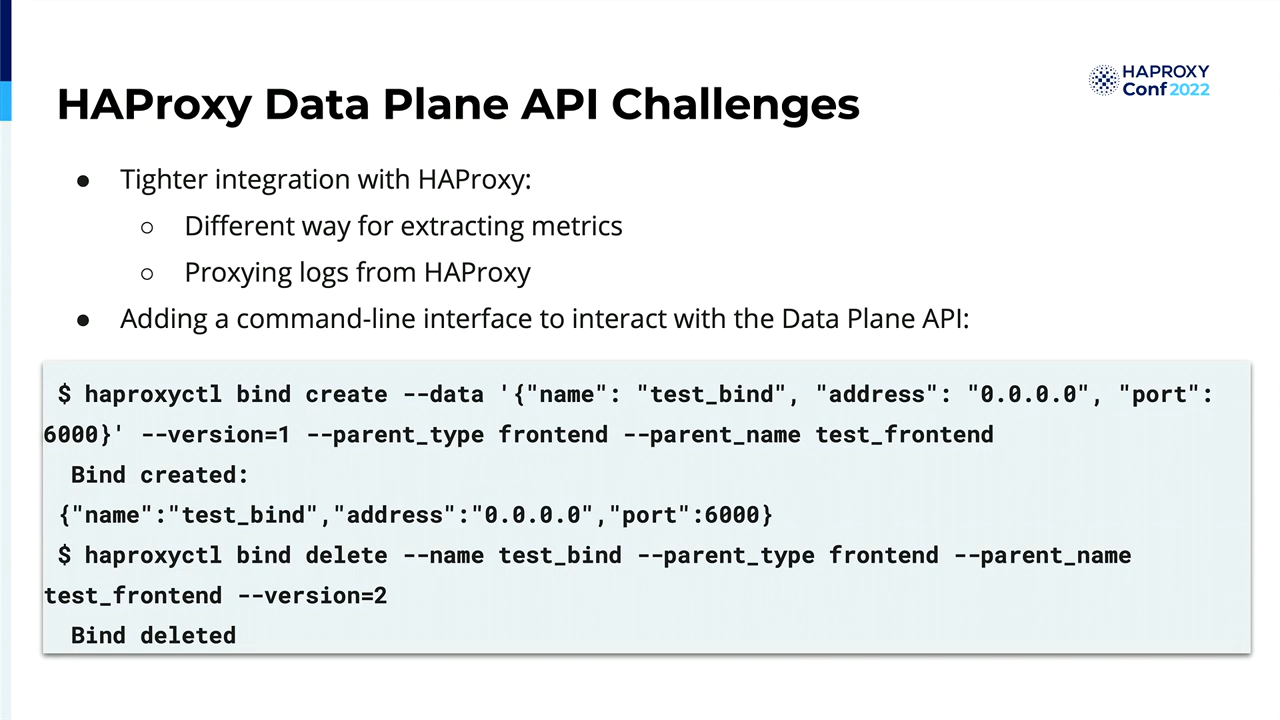 HAPROXY
Conf 2022
HAProxy Data Plane API Challenges
● Tighter integration with HAProxy:
○ Different way for extracting metrics
○ Proxying logs from HAProxy
● Adding a command-line interface to interact with the Data Plane API:
$ haproxyctl bind create --data '{"name": "test_bind", "address": "0.0.0.0", "port":
6000}' --version=1 --parent_type frontend --parent_name test_frontend
Bind created:
{"name":"test_bind","address":"0.0.0.0","port":6000}
$ haproxyctl bind delete --name test_bind --parent_type frontend --parent_name
test_frontend --version=2
Bind deleted